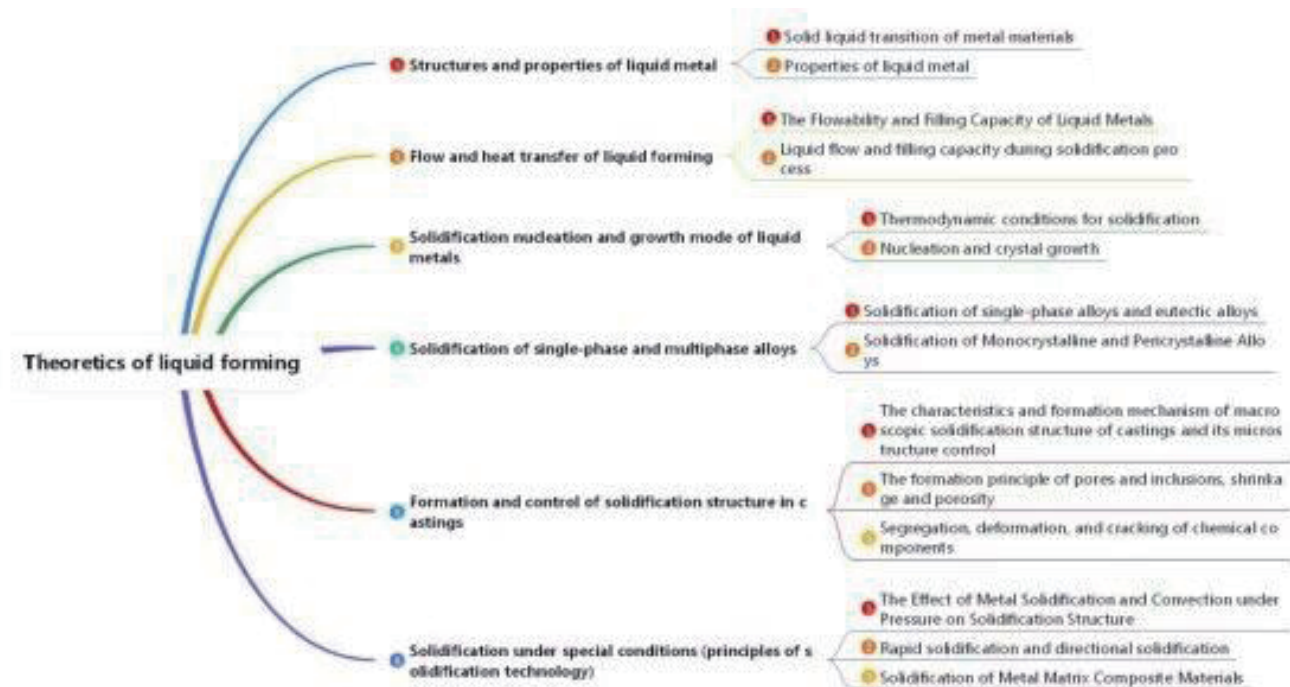 Solid liquid transition of metal materials
Structures and properties of liquid metal
Properties of liquid metal
The Flowability and Filling Capacity of Liquid Metals
Flow and heat transfer of liquid forming
Liquid flow and filling capacity during solidification pro
cess
Thermodynamic conditions for solidification
Solidification nucleation and growth mode of liquid
metals
Nucleation and crystal growth
Solidification of single-phase alloys and eutectic alloys
Theoretics of liquid forming
Solidification of single-phase and multiphase alloys
Solidification of Monocrystalline and Pericrystalline Allo
ys
The characteristics and formation mechanism of macro
scopic solidification structure of castings and its micros
tructure control
Formation and control of solidification structure in c
astings
The formation principle of pores and inclusions, shrinka
ge and porosity
Segregation, deformation, and cracking of chemical co
mponents
The Effect of Metal Solidification and Convection under
Pressure on Solidification Structure
Solidification under special conditions (principles of s
olidification technology)
Rapid solidification and directional solidification
Solidification of Metal Matrix Composite Materials